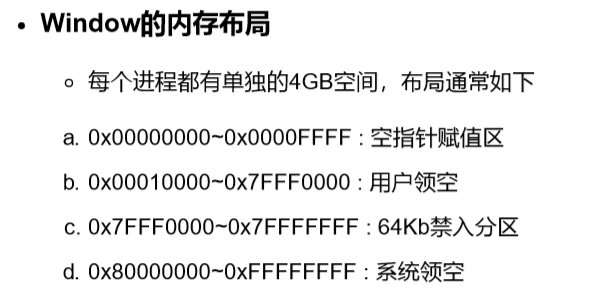 • Window的内存布局
◦ 每个进程都有单独的4GB空间，布局通常如下
a. 0x00000000~0x0000FFFF : 空指针赋值区
b. 0x00010000~0x7FFF0000 : 用户领空
c. 0x7FFF0000~0x7FFFFFFF : 64Kb禁入分区
d. 0x80000000~0xFFFFFFFF : 系统领空